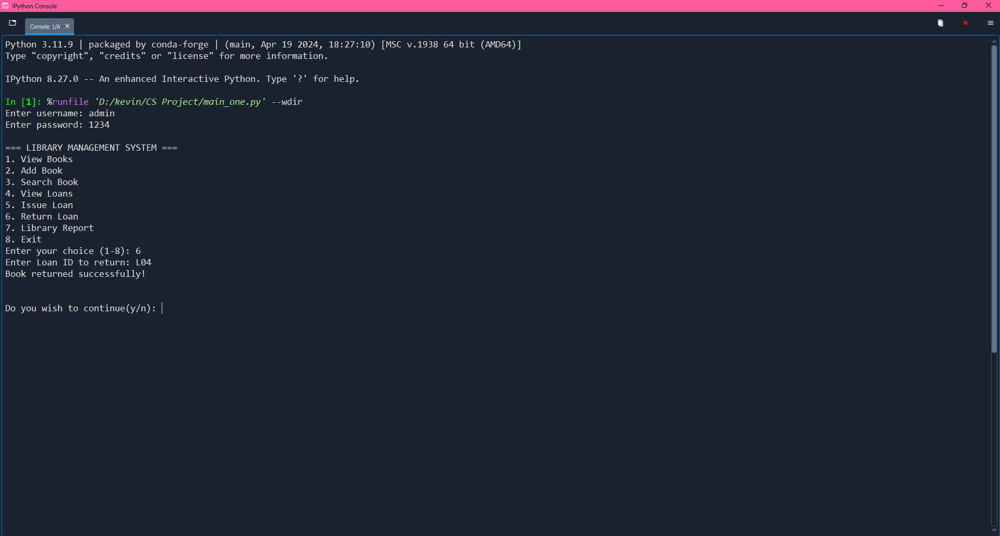 IPython Console
Console 1/A
Python 3.11.9 | packaged by conda-forge | (main, Apr 19 2024, 18:27:10) [MSC v.1938 64 bit (AMD64)]
Type "copyright", "credits" or "license" for more information.
IPython 8.27.0 -- An enhanced Interactive Python. Type '?' for help.
In [1]: %runfile 'D:/kevin/CS Project/main_one.py' --wdir
Enter username: admin
Enter password: 1234
=== LIBRARY MANAGEMENT SYSTEM ===
1. View Books
2. Add Book
3. Search Book
4. View Loans
5. Issue Loan
6. Return Loan
7. Library Report
8. Exit
Enter your choice (1-8): 6
Enter Loan ID to return: L04
Book returned successfully!
Do you wish to continue(y/n):